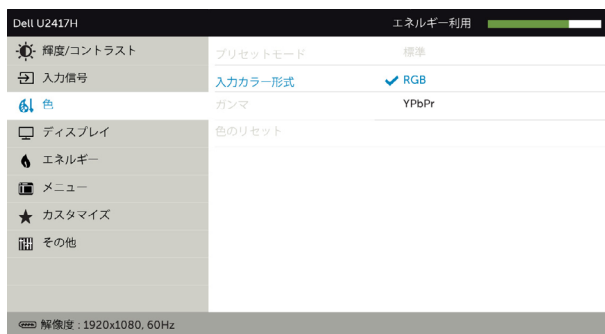 Dell U2417H エネルギー利用
輝度/コントラスト プリセットモード 標準
入力信号 入力カラー形式 RGB
色 ガンマ YPbPr
ディスプレイ 色のリセット
エネルギー
メニュー
カスタマイズ
その他
解像度 : 1920x1080, 60Hz